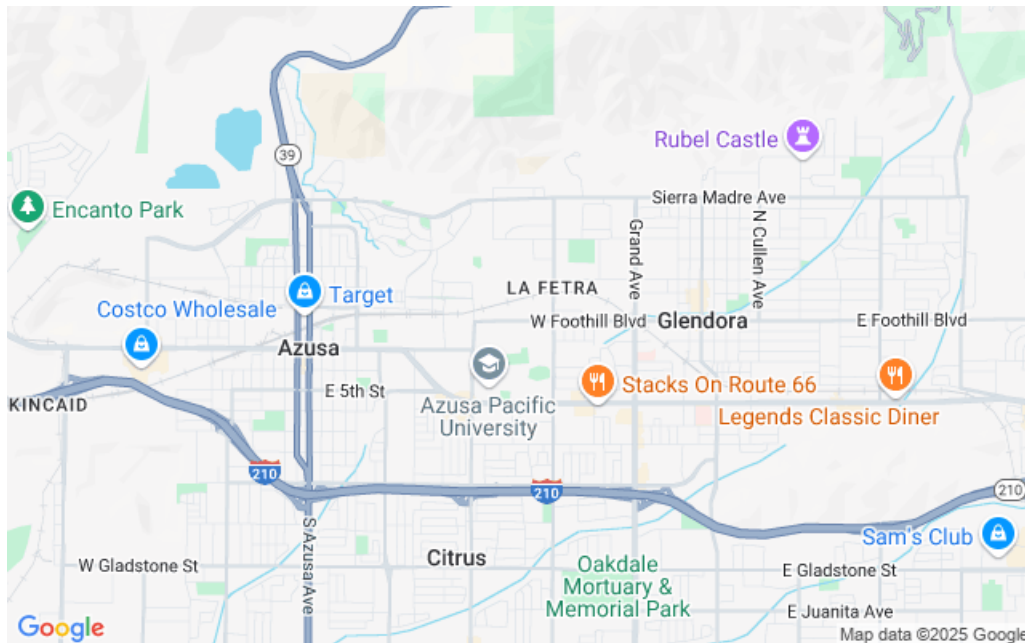 39
Rubel Castle
Encanto Park
Sierra Madre Ave
Grand Ave
N Cullen Ave
LA FETRA
Target
Costco Wholesale
W Foothill Blvd
Glendora
E Foothill Blvd
Azusa
E 5th St
Stacks On Route 66
KINCAID
Azusa Pacific
University
Legends Classic Diner
210
210
210
S Azusa Ave
Sam's Club
Citrus
W Gladstone St
Oakdale
Mortuary &
Memorial Park
E Gladstone St
E Juanita Ave
Google
Map data ©2025 Google